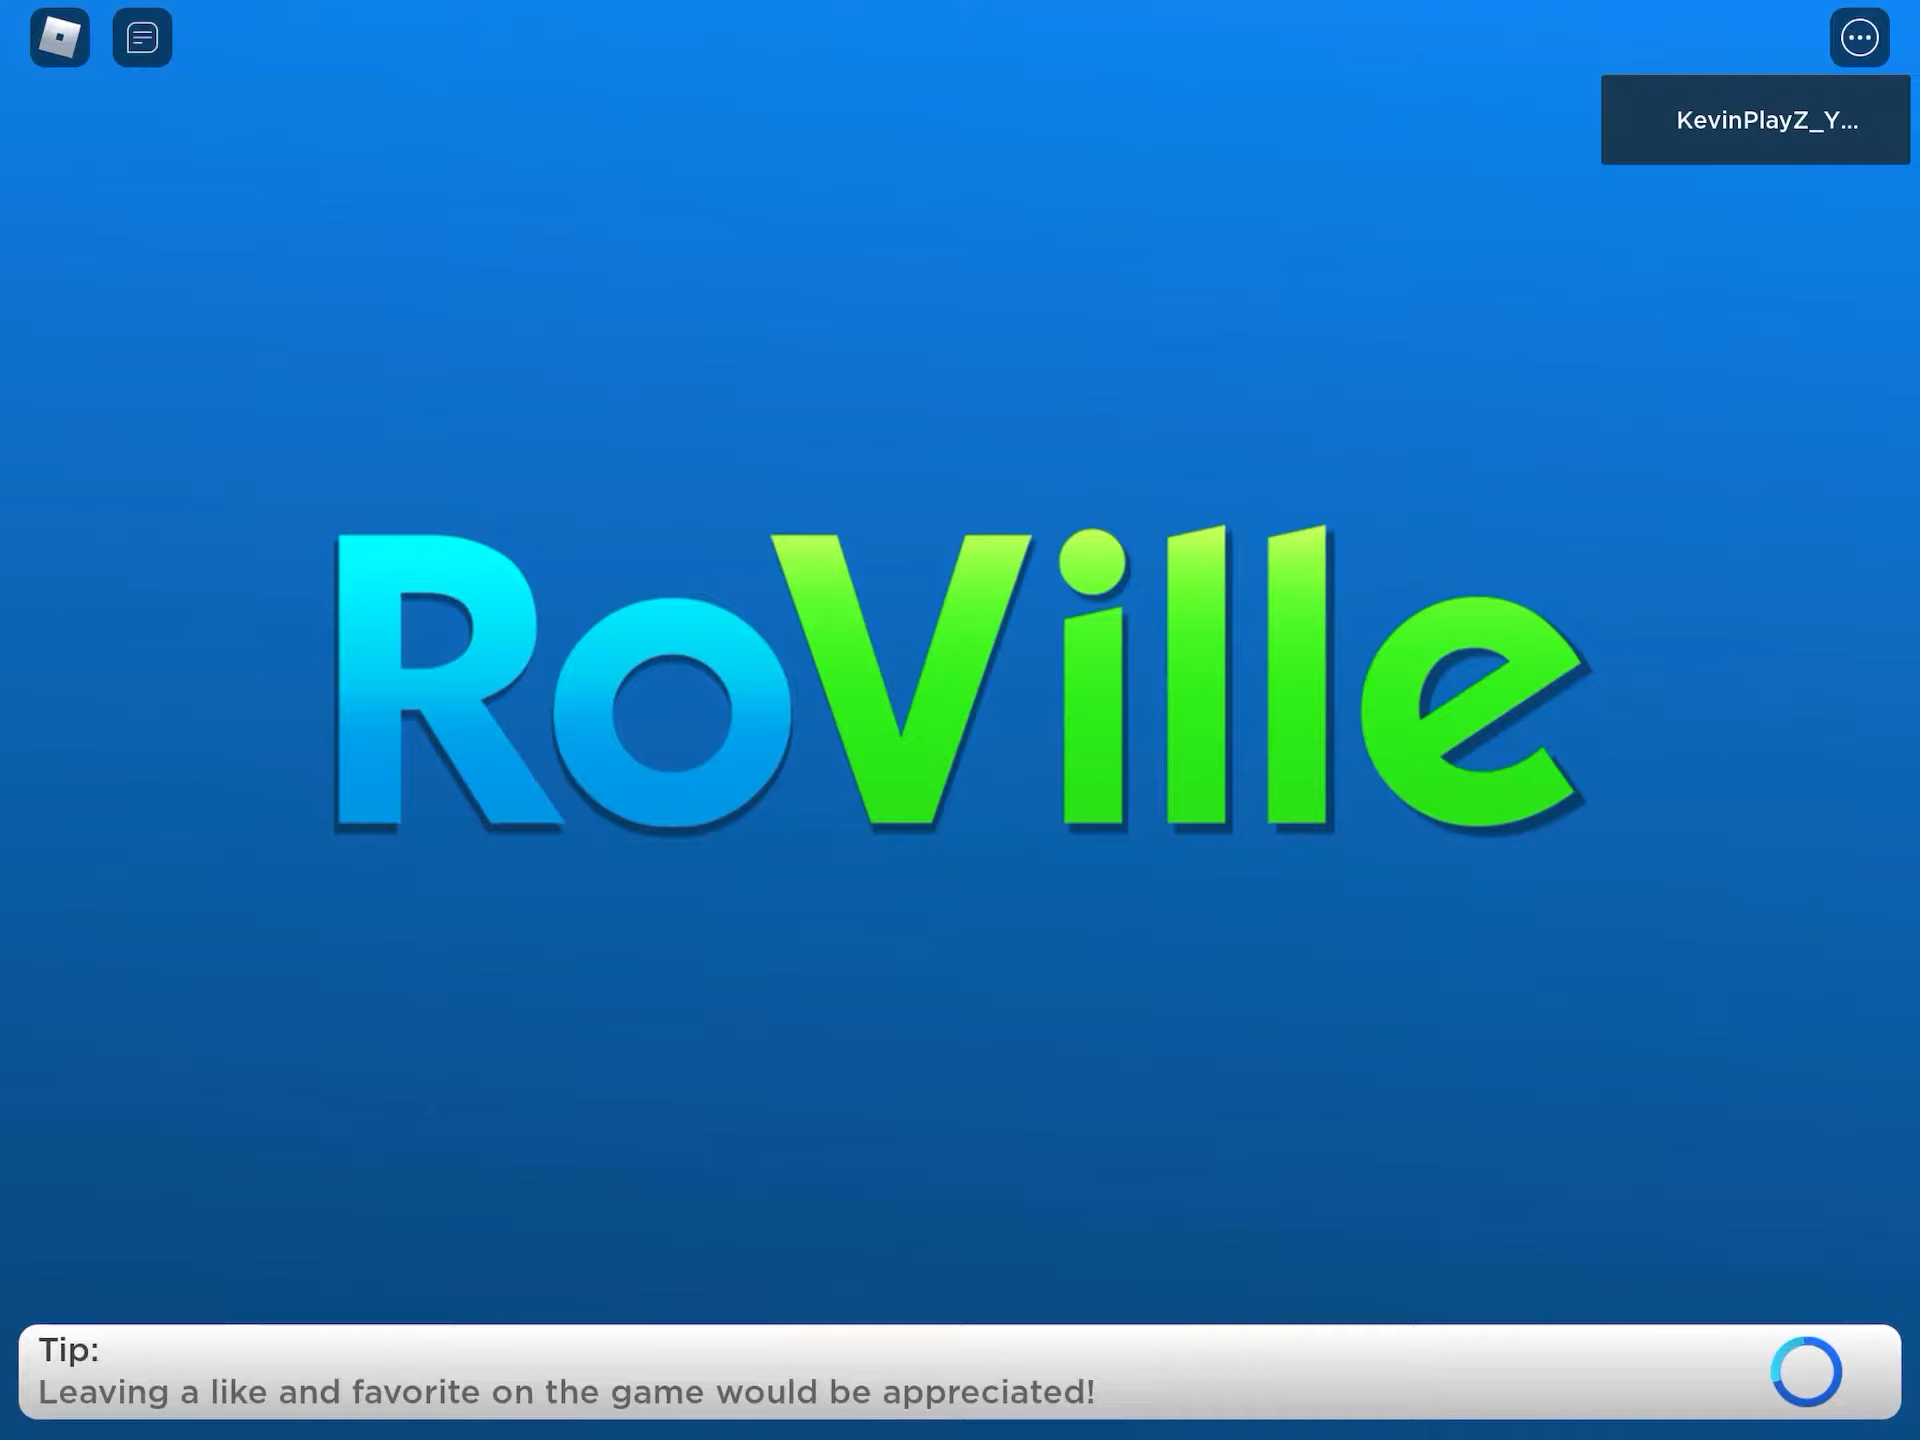 KevinPlayZ_Y...
RoVille
Tip:
Leaving a like and favorite on the game would be appreciated!